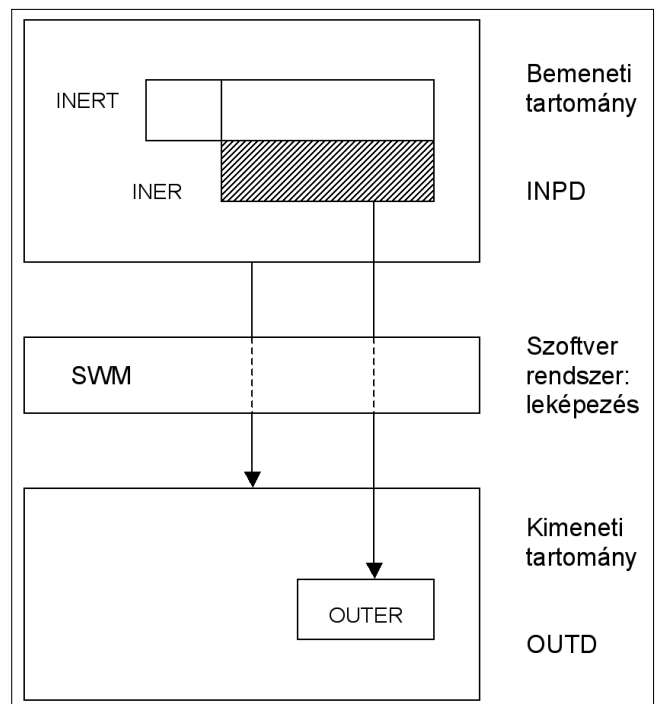 INERT
INER
Bemeneti
tartomány
INPD
SWM
Szoftver
rendszer:
leképezés
OUTER
Kimeneti
tartomány
OUTD